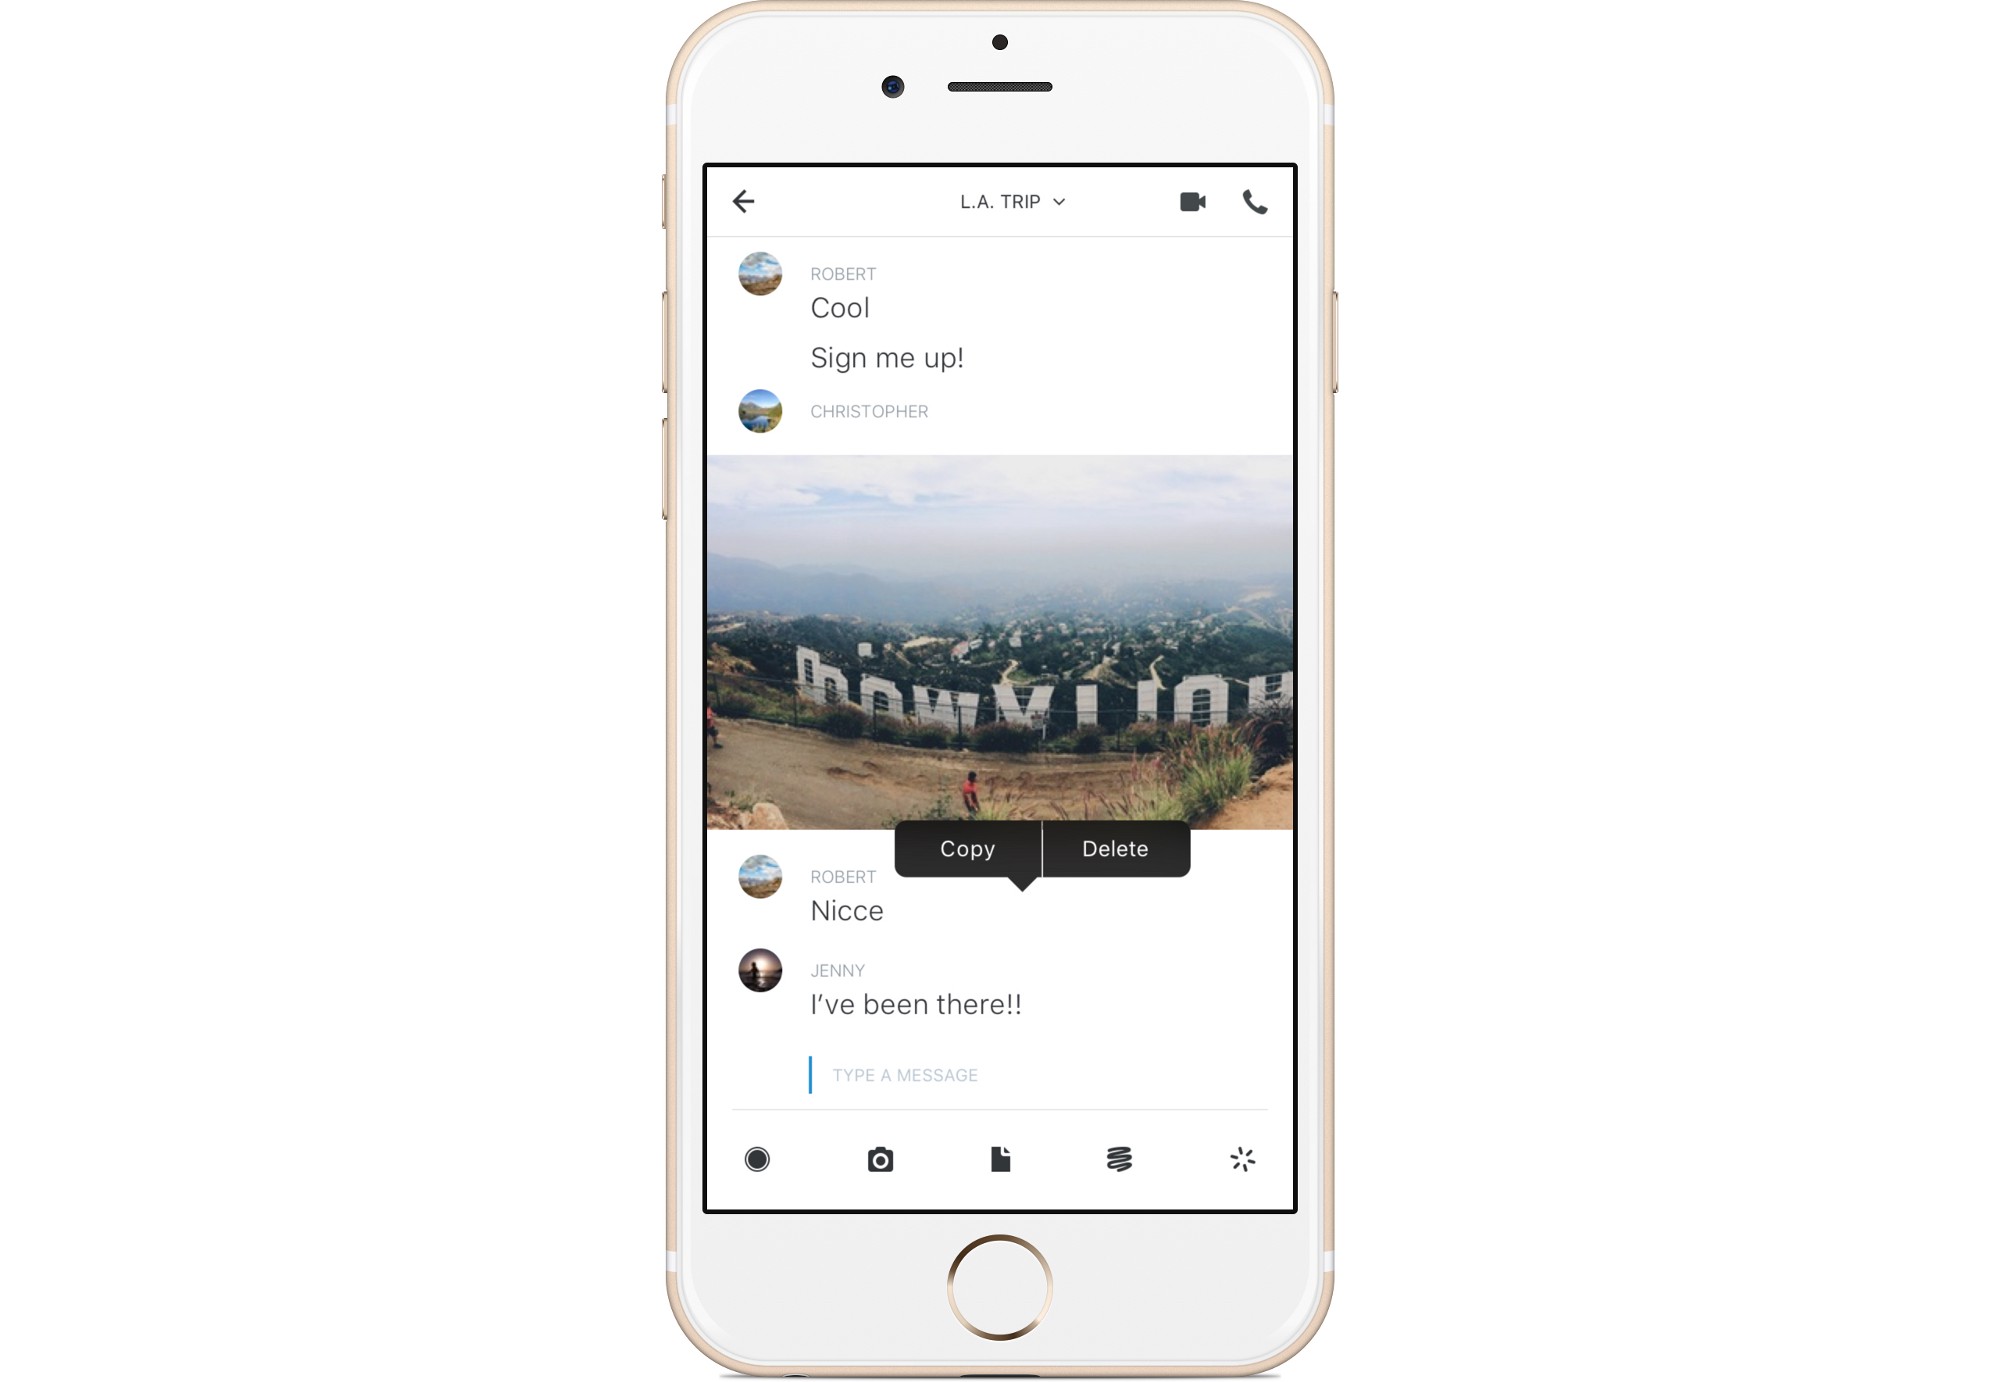 L.A. TRIP
ROBERT
Cool
Sign me up!
CHRISTOPHER
Copy Delete
ROBERT
Nicce
JENNY
I've been there!!
TYPE A MESSAGE